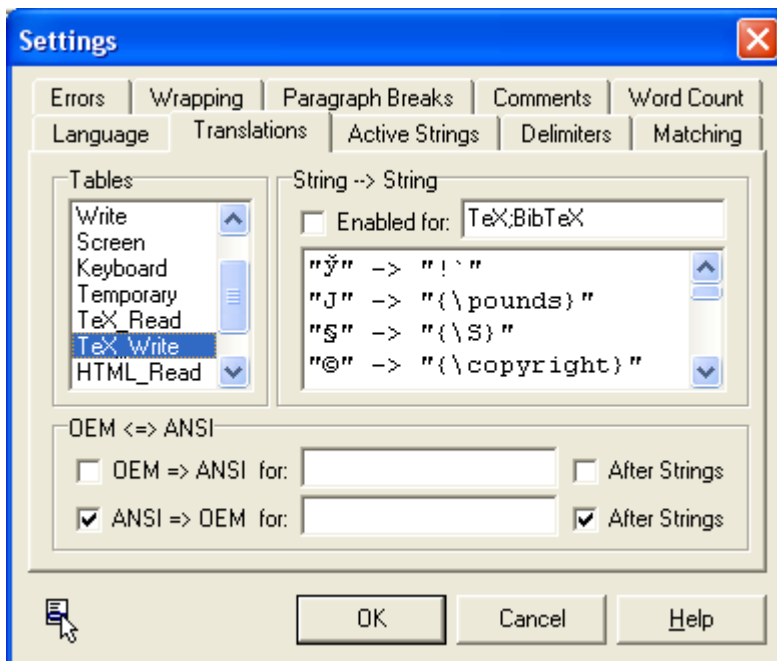 Settings
Errors Wrapping Paragraph Breaks Comments Word Count
Language Translations Active Strings Delimiters Matching
Tables
Write
Screen
Keyboard
Temporary
TeX_Read
TeX_Write
HTML_Read
String --> String
Enabled for: TeX;BibTeX
"ў" -> "!`"
"J" -> "{\pounds}"
"§" -> "{\S}"
"©" -> "{\copyright}"
OEM <=> ANSI
OEM => ANSI for: After Strings
ANSI => OEM for: After Strings
OK Cancel Help